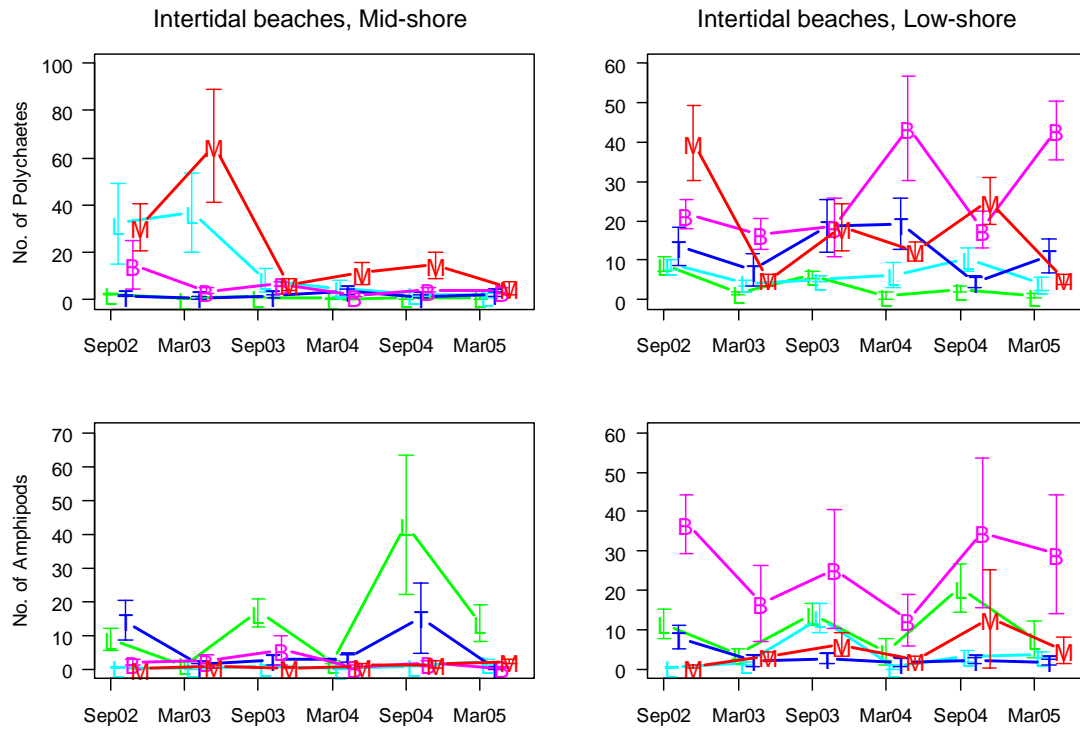 Intertidal beaches, Mid-shore
Intertidal beaches, Low-shore
No. of Polychaetes
100
80
60
40
20
0
L L L L L L
L L L L L L
T T T T T T
B B B B B B
M M M M M M
Sep02 Mar03 Sep03 Mar04 Sep04 Mar05
60
50
40
30
20
10
0
L L L L L L
L L L L L L
T T T T T T
B B B B B B
M M M M M M
Sep02 Mar03 Sep03 Mar04 Sep04 Mar05
No. of Amphipods
70
60
50
40
30
20
10
0
L L L L L L
L L L L L L
T T T T T T
B B B B B B
M M M M M M
Sep02 Mar03 Sep03 Mar04 Sep04 Mar05
60
50
40
30
20
10
0
L L L L L L
L L L L L L
T T T T T T
B B B B B B
M M M M M M
Sep02 Mar03 Sep03 Mar04 Sep04 Mar05